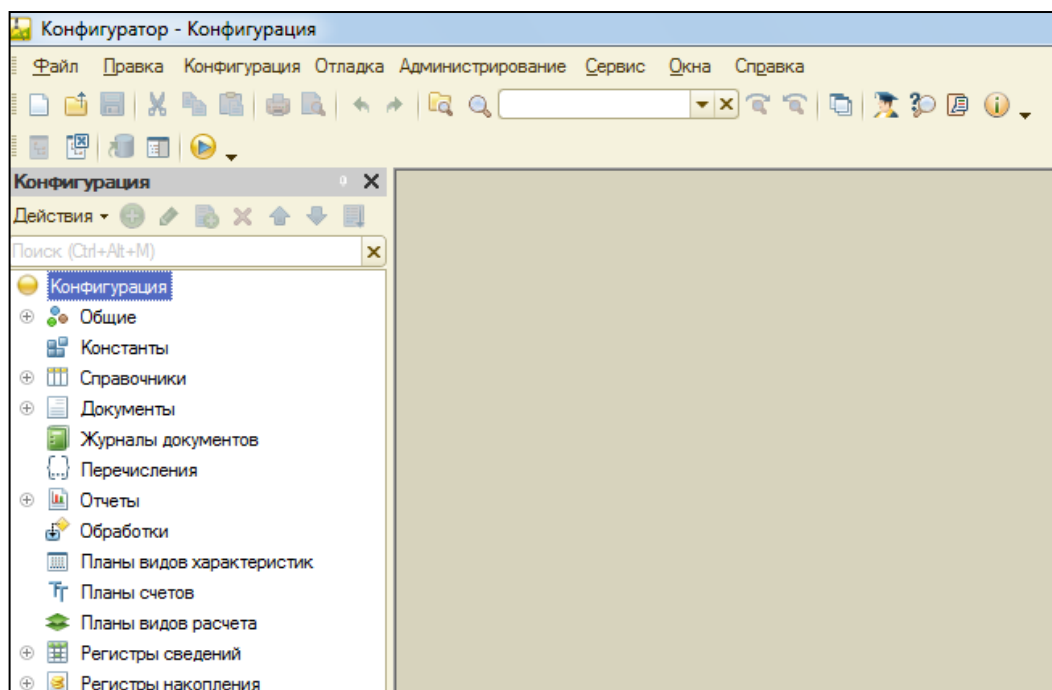 Конфигуратор - Конфигурация
Файл Правка Конфигурация Отладка Администрирование Сервис Окна Справка
Конфигурация
Действия
Поиск (Ctrl+Alt+M)
Конфигурация
Общие
Константы
Справочники
Документы
Журналы документов
Перечисления
Отчеты
Обработки
Планы видов характеристик
Планы счетов
Планы видов расчета
Регистры сведений
Регистры накопления